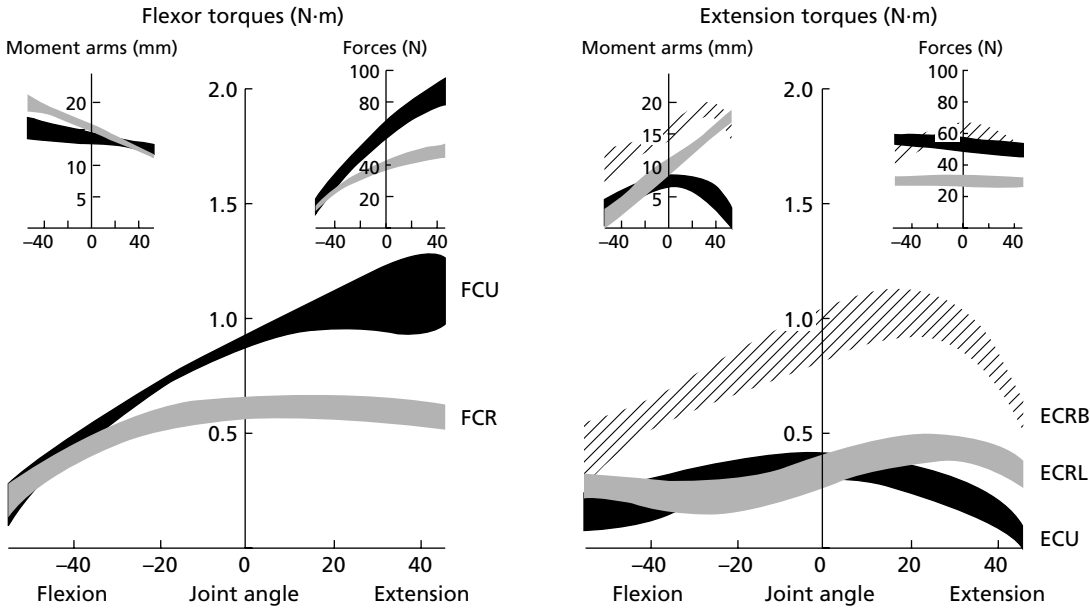 Flexor torques (N·m)
Moment arms (mm)
Forces (N)
20
10
5
–40
0
40
100
80
40
20
–40
0
40
2.0
1.5
1.0
0.5
FCU
FCR
–40
–20
0
20
40
Flexion
Joint angle
Extension
Extension torques (N·m)
Moment arms (mm)
Forces (N)
20
15
10
5
–40
0
40
100
80
60
40
20
–40
0
40
2.0
1.5
1.0
0.5
ECRB
ECRL
ECU
–40
–20
0
20
40
Flexion
Joint angle
Extension